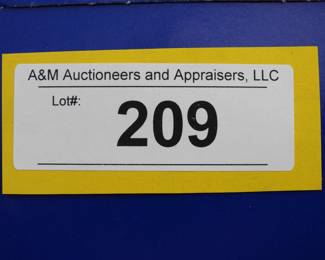 A&M Auctioneers and Appraisers, LLC
Lot#:
209